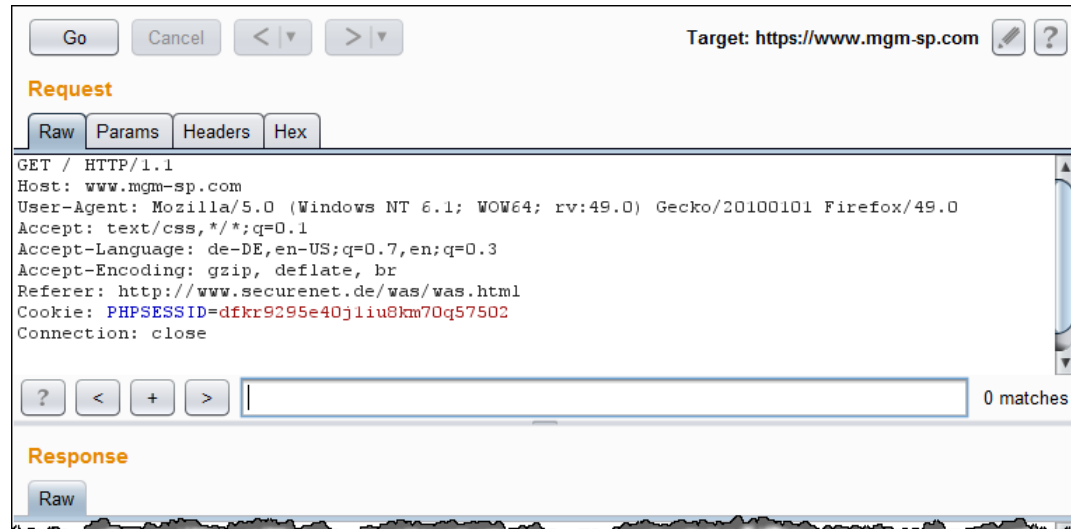 Go Cancel < > Target: https://www.mgm-sp.com ?
Request
Raw Params Headers Hex
GET / HTTP/1.1
Host: www.mgm-sp.com
User-Agent: Mozilla/5.0 (Windows NT 6.1; WOW64; rv:49.0) Gecko/20100101 Firefox/49.0
Accept: text/css,*/*;q=0.1
Accept-Language: de-DE,en-US;q=0.7,en;q=0.3
Accept-Encoding: gzip, deflate, br
Referer: http://www.securenet.de/was/was.html
Cookie: PHPSESSID=dfkr9295e40j1iu8km70q57502
Connection: close
? < + > 0 matches
Response
Raw